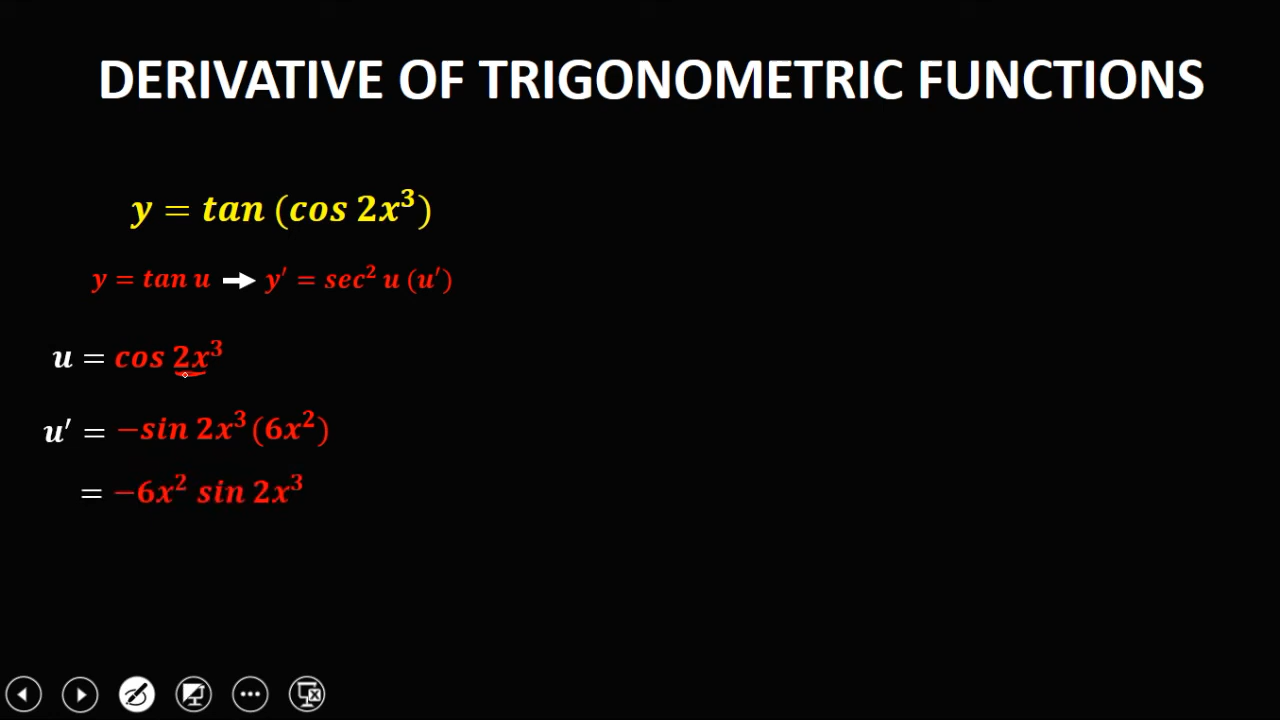 DERIVATIVE OF TRIGONOMETRIC FUNCTIONS
y = tan (cos 2x³)
y = tan u ➡ y′ = sec² u (u′)
u = cos 2x³
u′ = −sin 2x³ (6x²)
= −6x² sin 2x³